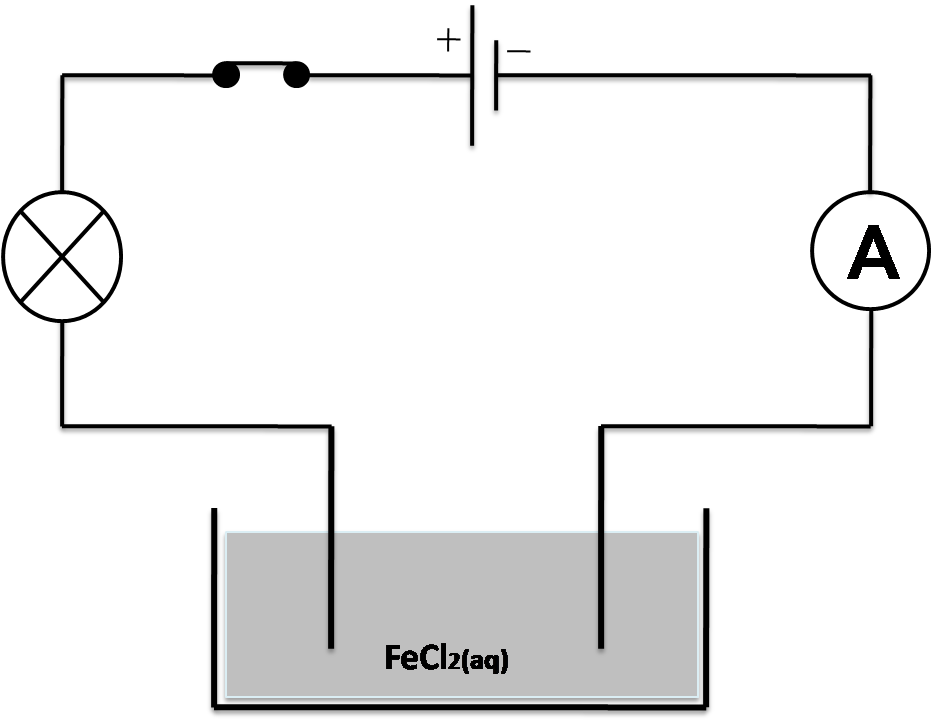 + −
A
FeCl2(aq)